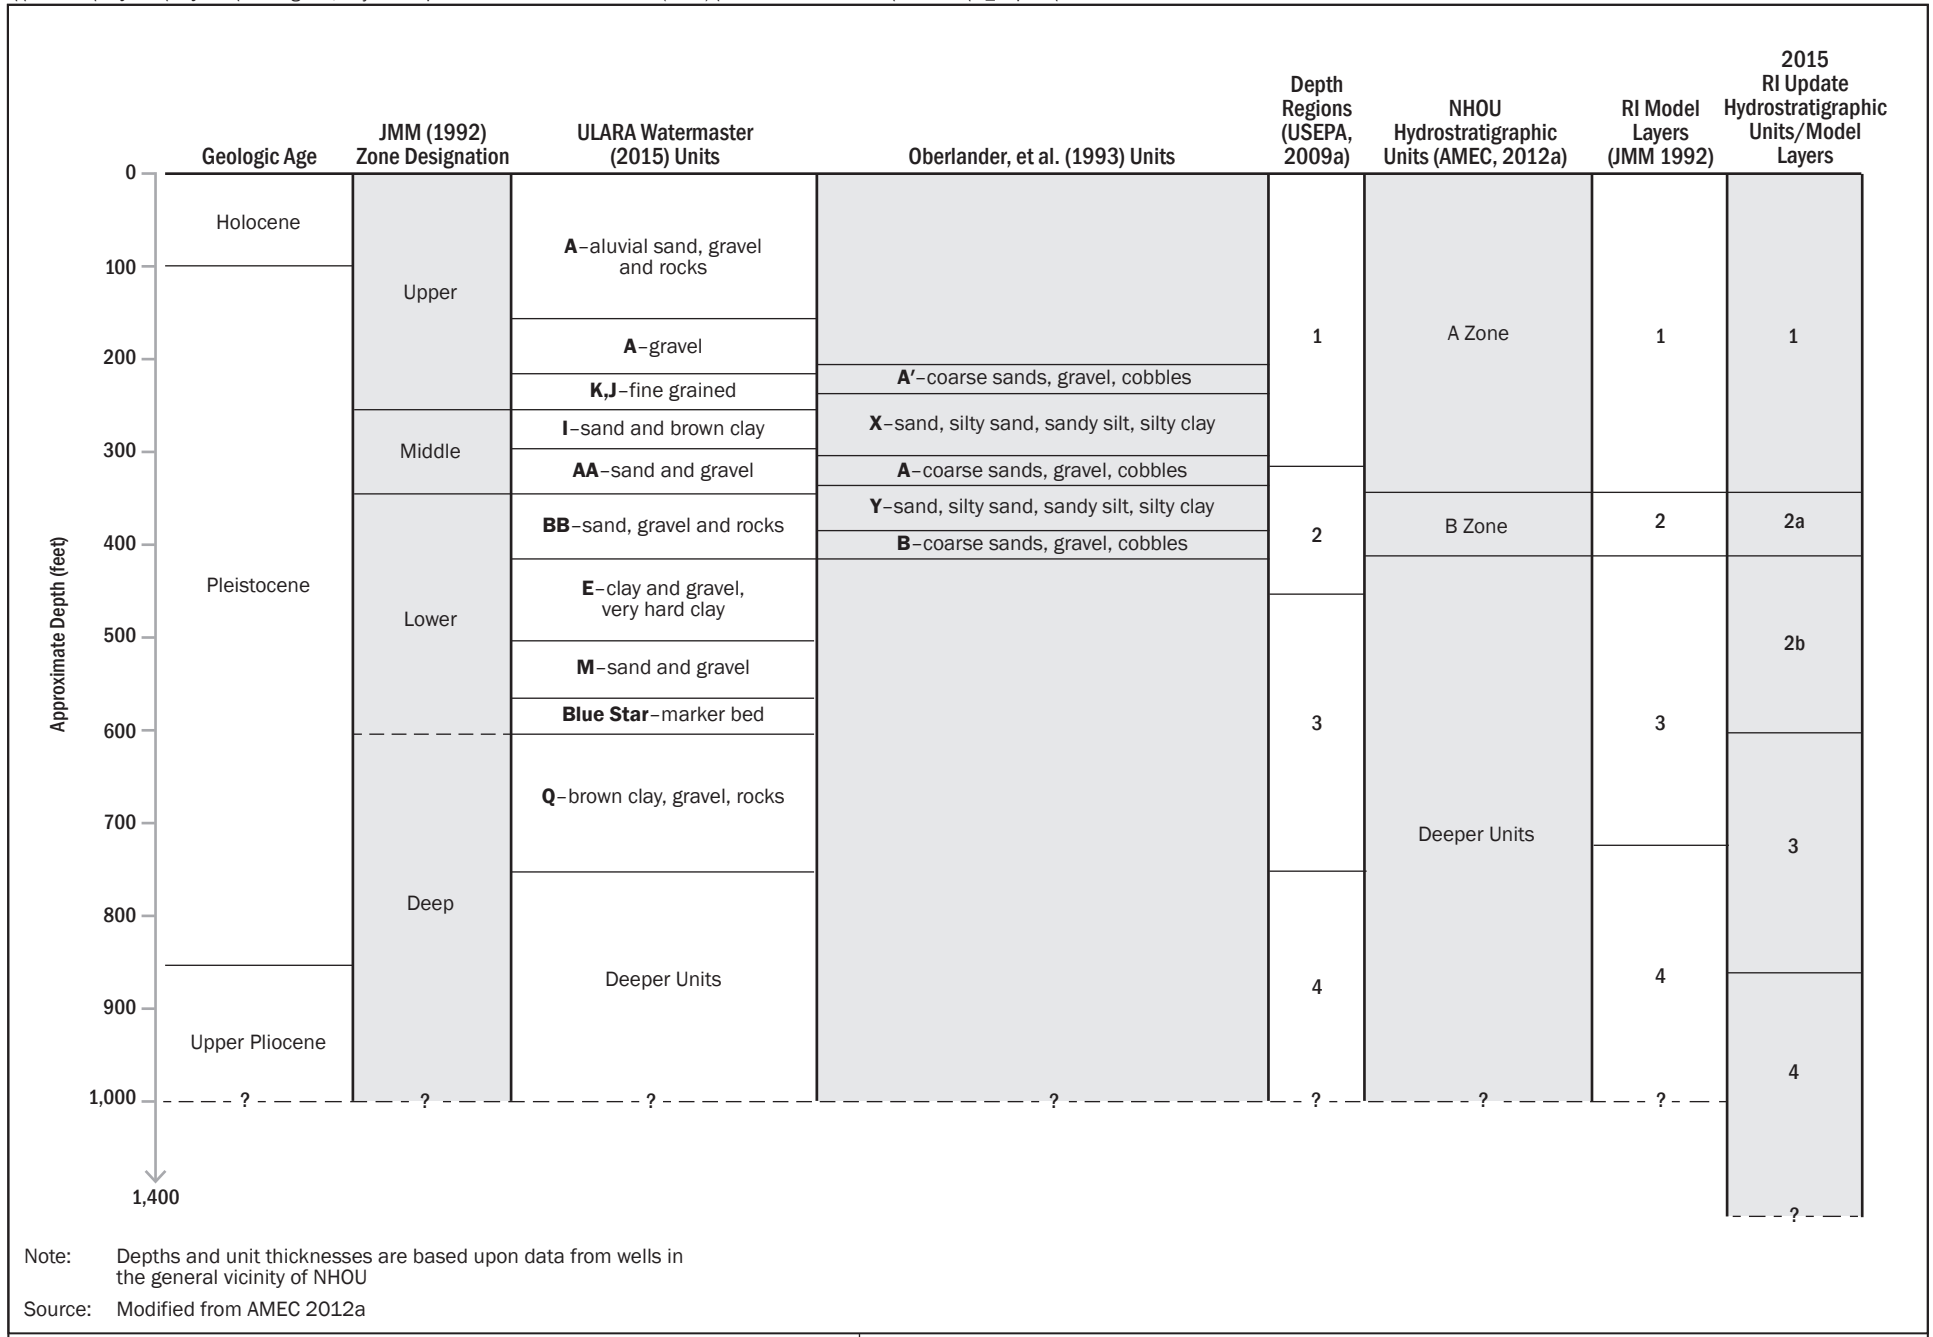 Geologic Age
JMM (1992)
Zone Designation
ULARA Watermaster
(2015) Units
Oberlander, et al. (1993) Units
Depth
Regions
(USEPA,
2009a)
NHOU
Hydrostratigraphic
Units (AMEC, 2012a)
RI Model
Layers
(JMM 1992)
2015
RI Update
Hydrostratigraphic
Units/Model
Layers
Approximate Depth (feet)
0
100
200
300
400
500
600
700
800
900
1,000
1,400
Holocene
Pleistocene
Upper Pliocene
?
Upper
Middle
Lower
Deep
?
A–aluvial sand, gravel
and rocks
A–gravel
K,J–fine grained
I–sand and brown clay
AA–sand and gravel
BB–sand, gravel and rocks
E–clay and gravel,
very hard clay
M–sand and gravel
Blue Star–marker bed
Q–brown clay, gravel, rocks
Deeper Units
?
A′–coarse sands, gravel, cobbles
X–sand, silty sand, sandy silt, silty clay
A–coarse sands, gravel, cobbles
Y–sand, silty sand, sandy silt, silty clay
B–coarse sands, gravel, cobbles
?
1
2
3
4
?
A Zone
B Zone
Deeper Units
?
1
2
3
4
?
1
2a
2b
3
4
?
Note: Depths and unit thicknesses are based upon data from wells in
the general vicinity of NHOU
Source: Modified from AMEC 2012a